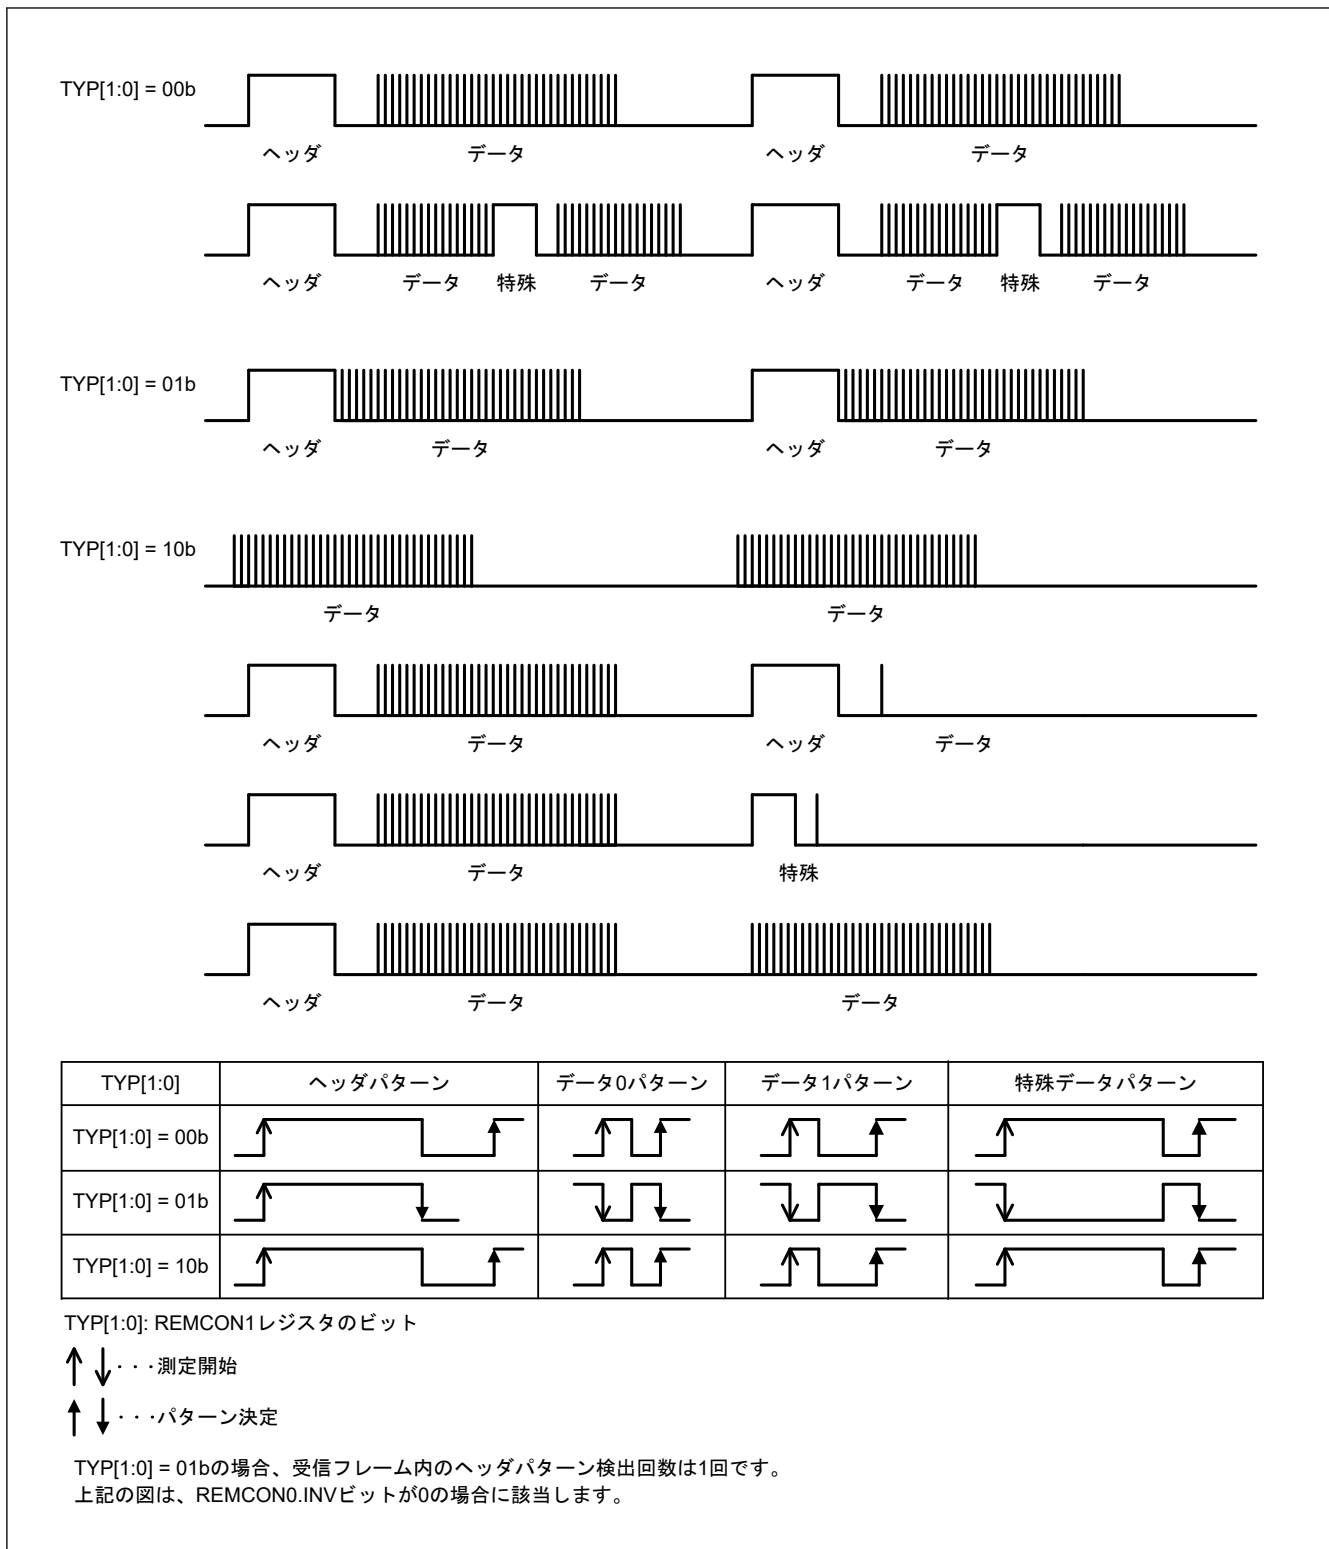 TYP[1:0] = 00b
ヘッダ データ ヘッダ データ
ヘッダ データ 特殊 データ ヘッダ データ 特殊 データ
TYP[1:0] = 01b
ヘッダ データ ヘッダ データ
TYP[1:0] = 10b
データ データ
ヘッダ データ ヘッダ データ
ヘッダ データ 特殊
ヘッダ データ データ
TYP[1:0] ヘッダパターン データ0パターン データ1パターン 特殊データパターン
TYP[1:0] = 00b
TYP[1:0] = 01b
TYP[1:0] = 10b
TYP[1:0]: REMCON1レジスタのビット
・・・測定開始
・・・パターン決定
TYP[1:0] = 01bの場合、受信フレーム内のヘッダパターン検出回数は1回です。
上記の図は、REMCON0.INVビットが0の場合に該当します。